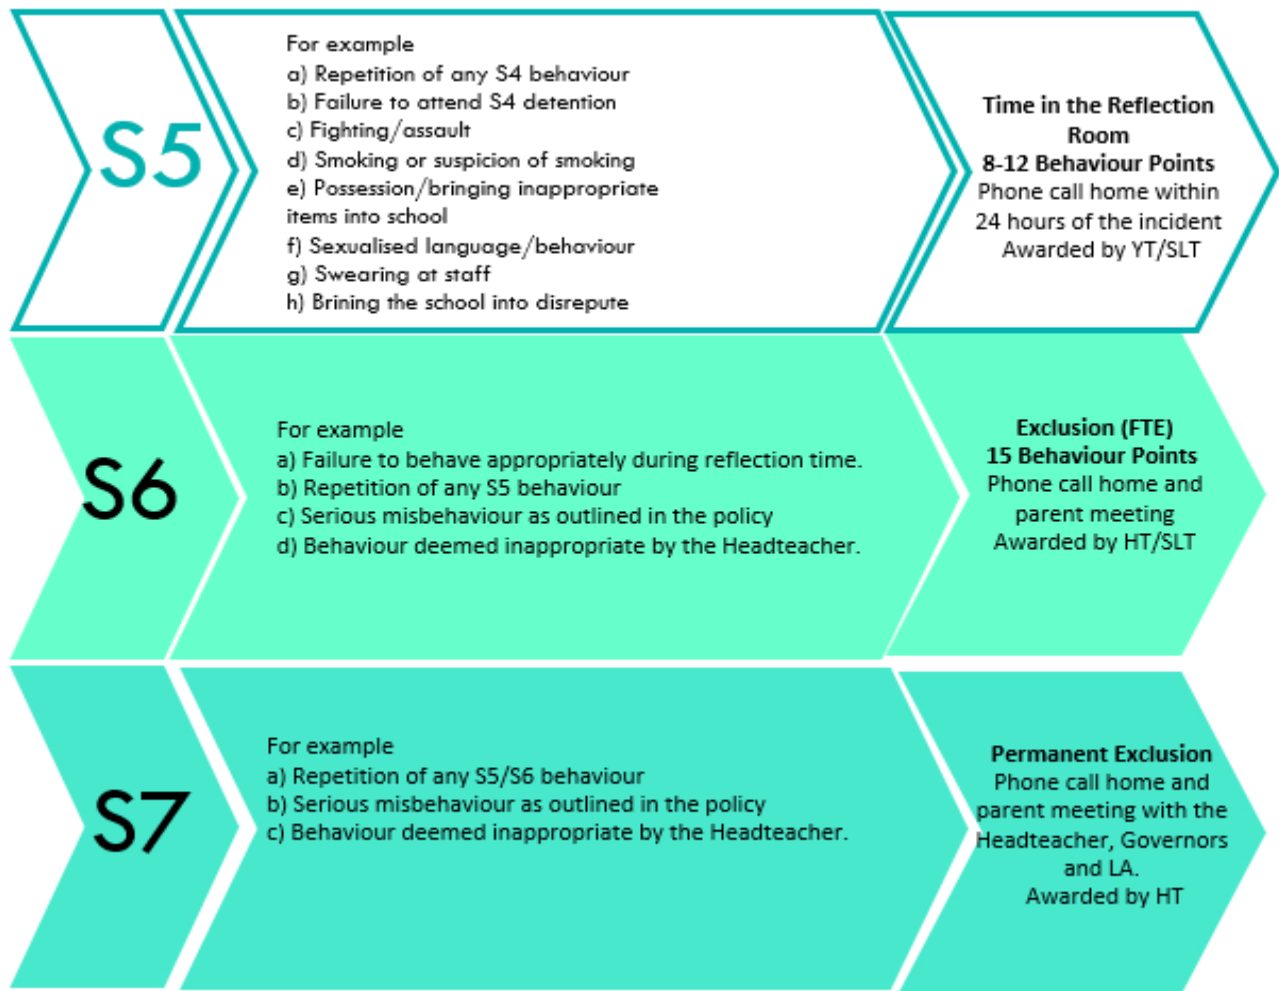 S5
For example
a) Repetition of any S4 behaviour
b) Failure to attend S4 detention
c) Fighting/assault
d) Smoking or suspicion of smoking
e) Possession/bringing inappropriate
items into school
f) Sexualised language/behaviour
g) Swearing at staff
h) Brining the school into disrepute
Time in the Reflection
Room
8-12 Behaviour Points
Phone call home within
24 hours of the incident
Awarded by YT/SLT
S6
For example
a) Failure to behave appropriately during reflection time.
b) Repetition of any S5 behaviour
c) Serious misbehaviour as outlined in the policy
d) Behaviour deemed inappropriate by the Headteacher.
Exclusion (FTE)
15 Behaviour Points
Phone call home and
parent meeting
Awarded by HT/SLT
S7
For example
a) Repetition of any S5/S6 behaviour
b) Serious misbehaviour as outlined in the policy
c) Behaviour deemed inappropriate by the Headteacher.
Permanent Exclusion
Phone call home and
parent meeting with the
Headteacher, Governors
and LA.
Awarded by HT